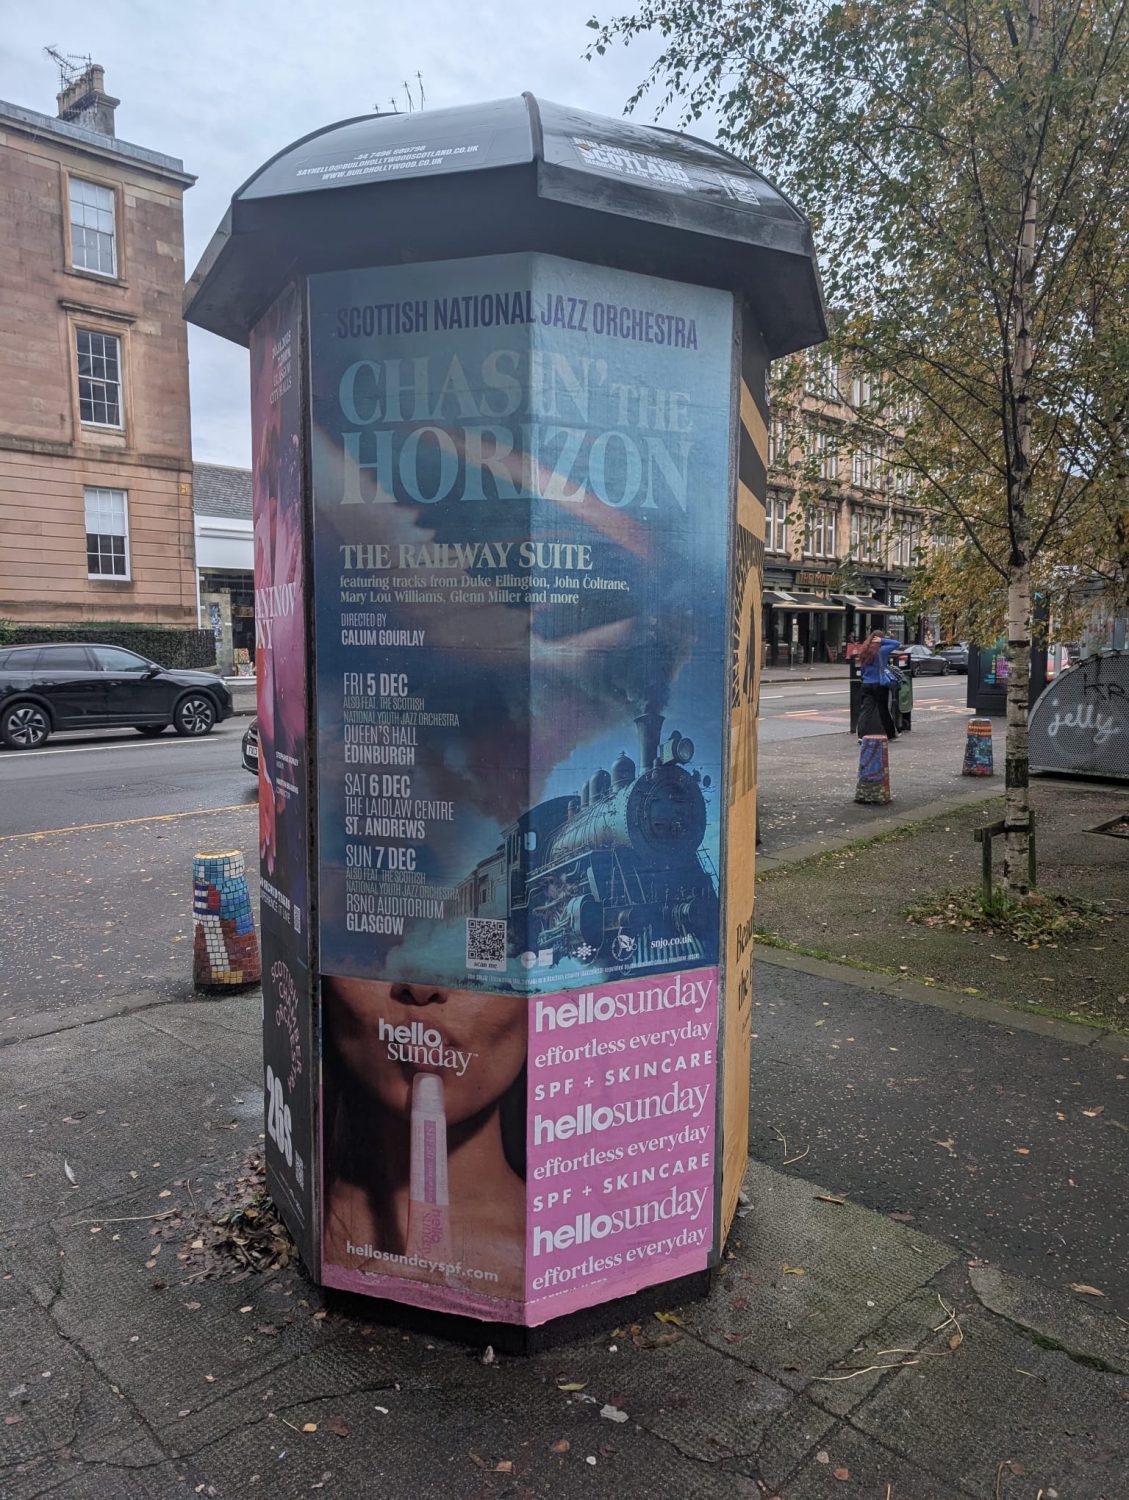 SAYHELLO@BUILDHOLLYWOODSCOTLAND.CO.UK
WWW.BUILDHOLLYWOOD.CO.UK
SCOTLAND
SCOTTISH NATIONAL JAZZ ORCHESTRA
CHASIN' THE
HORIZON
THE RAILWAY SUITE
featuring tracks from Duke Ellington, John Coltrane,
Mary Lou Williams, Glenn Miller and more
DIRECTED BY
CALUM GOURLAY
FRI 5 DEC
ALSO FEAT. THE SCOTTISH
NATIONAL YOUTH JAZZ ORCHESTRA
QUEEN'S HALL
EDINBURGH
SAT 6 DEC
THE LAIDLAW CENTRE
ST. ANDREWS
SUN 7 DEC
ALSO FEAT. THE SCOTTISH
NATIONAL YOUTH JAZZ ORCHESTRA
RSNO AUDITORIUM
GLASGOW
SCAN ME
snjo.co.uk
hello
sunday™
hellosundayspf.com
hellosunday
effortless everyday
SPF + SKINCARE
hellosunday
effortless everyday
SPF + SKINCARE
hellosunday
effortless everyday
jelly